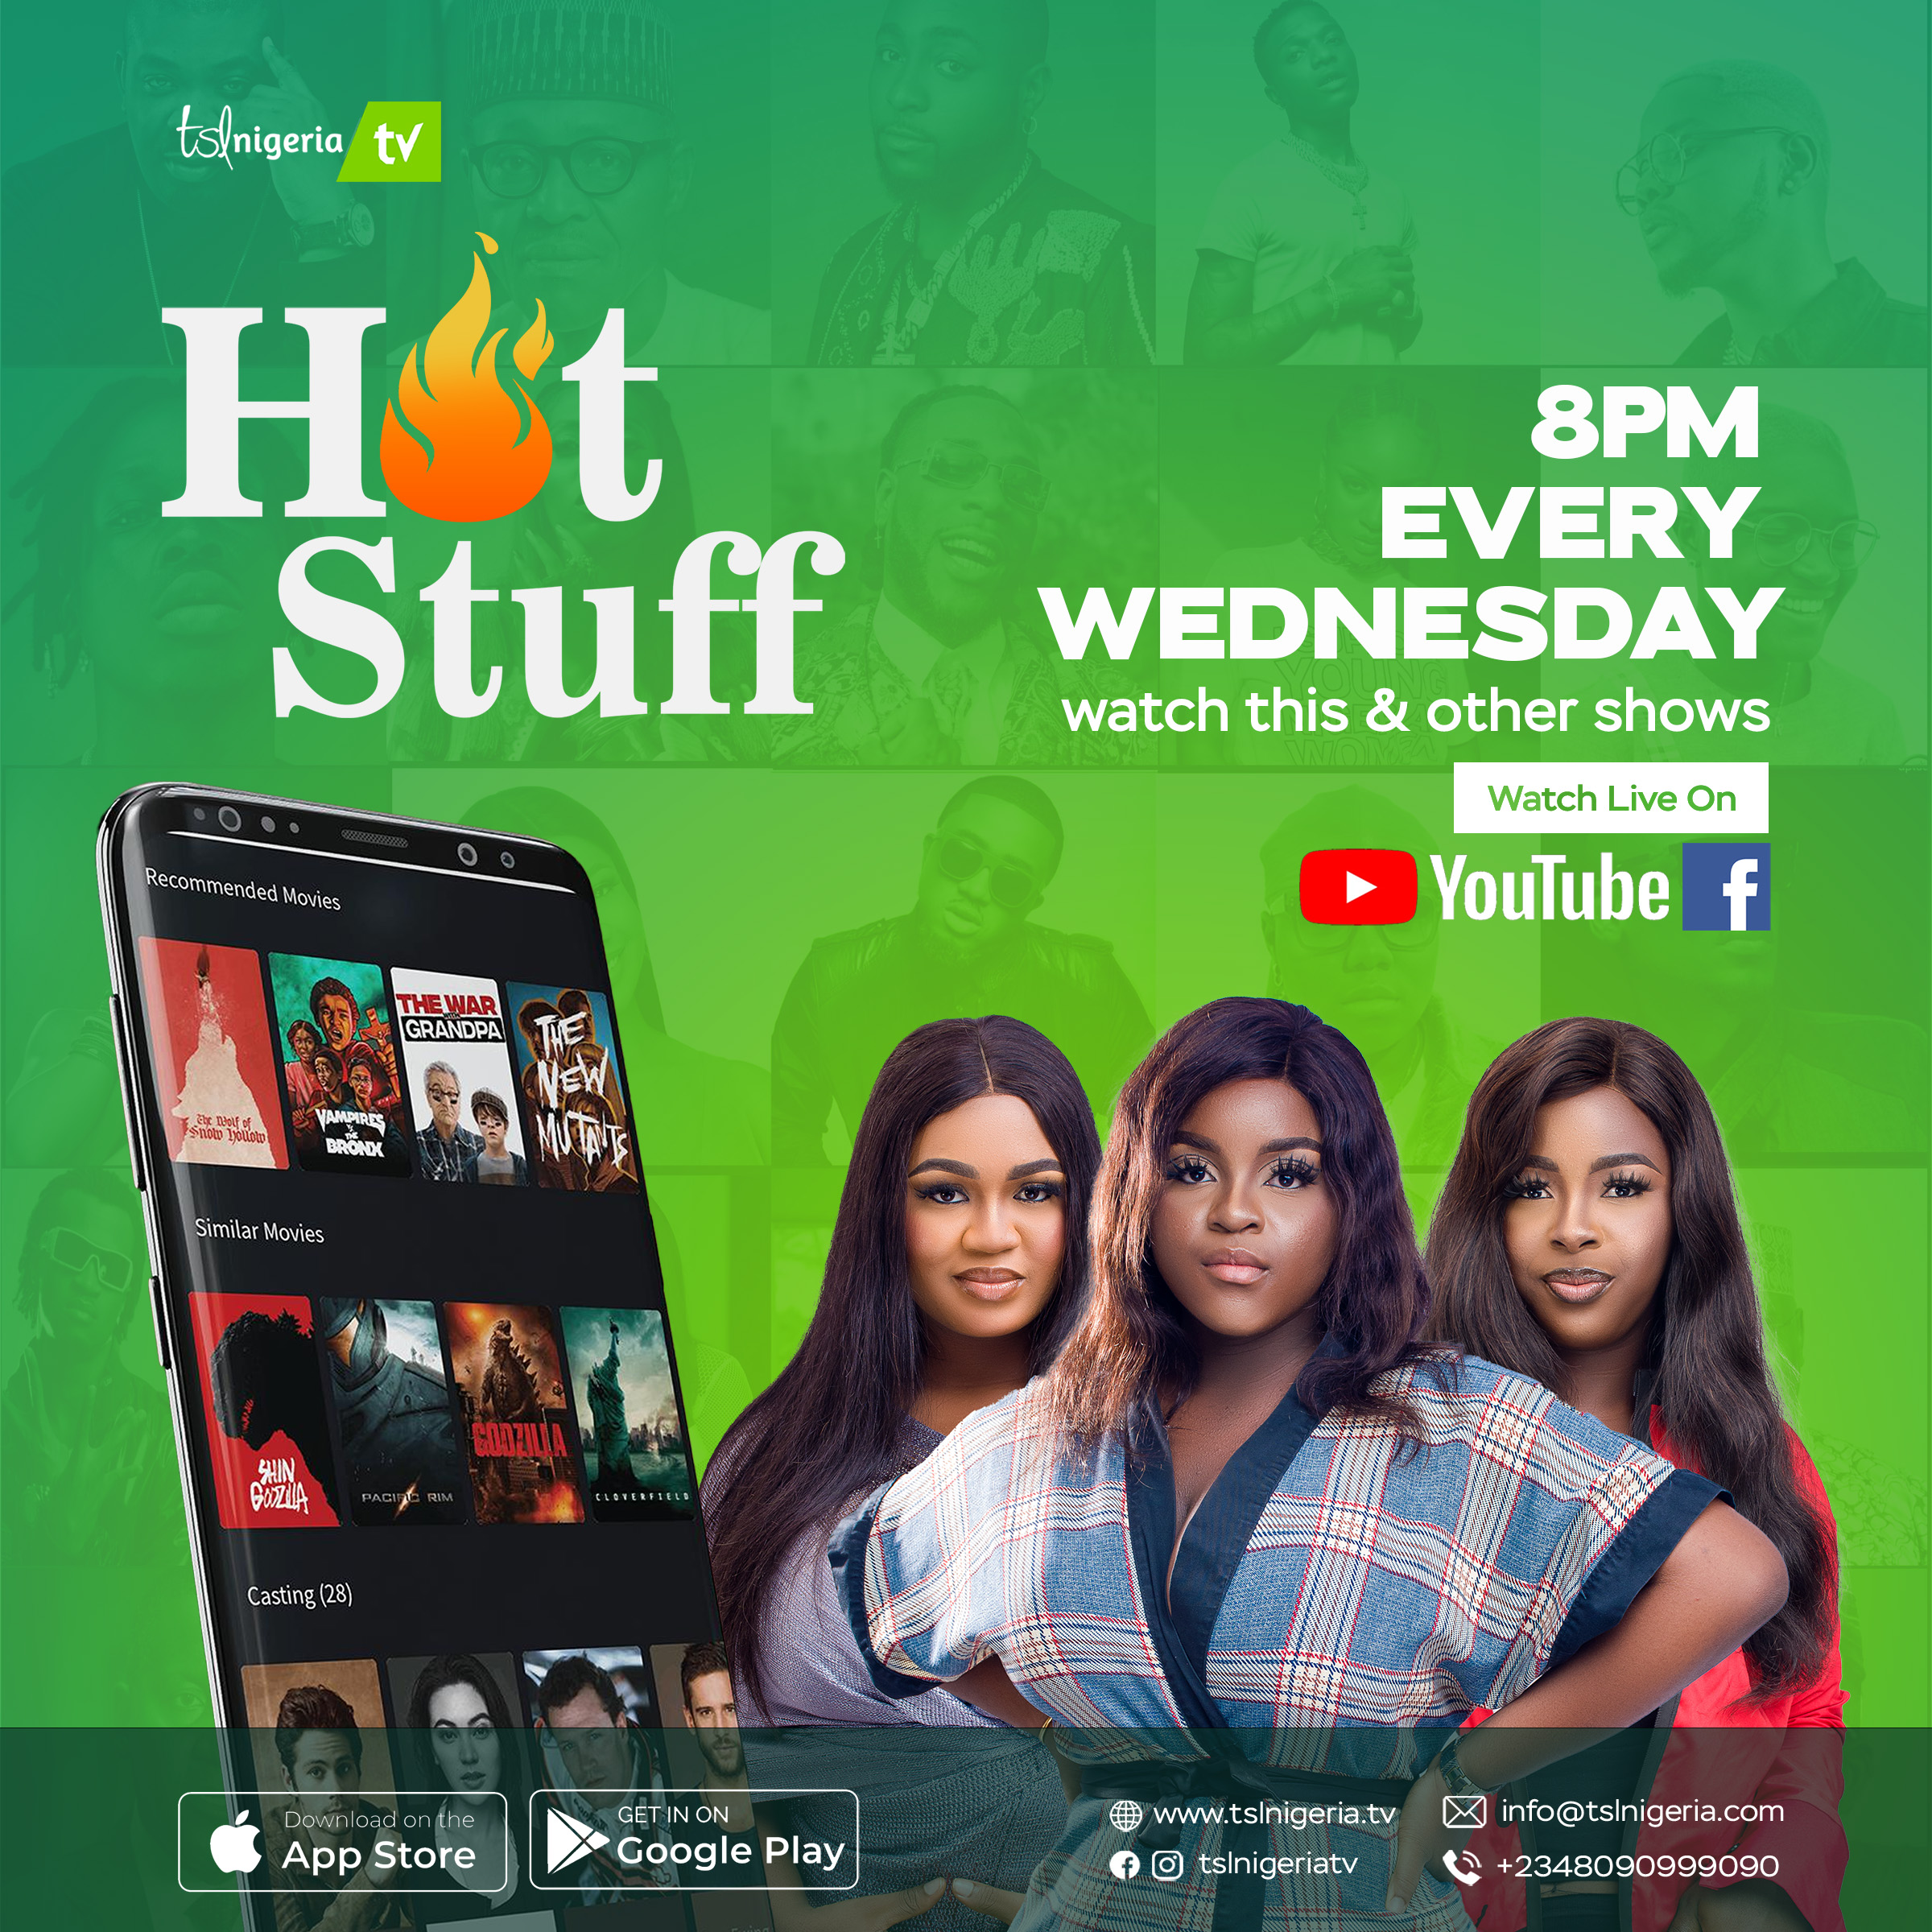 tslnigeria tv
Hot
Stuff
8PM
EVERY
WEDNESDAY
watch this & other shows
Watch Live On
YouTube f
Recommended Movies
The Wolf of
Snow Hollow
VAMPIRES
VS
THE
BRONX
THE WAR
WITH
GRANDPA
THE
NEW
MUTANTS
Similar Movies
SHIN
GODZILLA
PACIFIC RIM
GODZILLA
CLOVERFIELD
Casting (28)
YOUNG
WOMAN
Download on the
App Store
GET IN ON
Google Play
www.tslnigeria.tv
info@tslnigeria.com
tslnigeriatv
+2348090999090